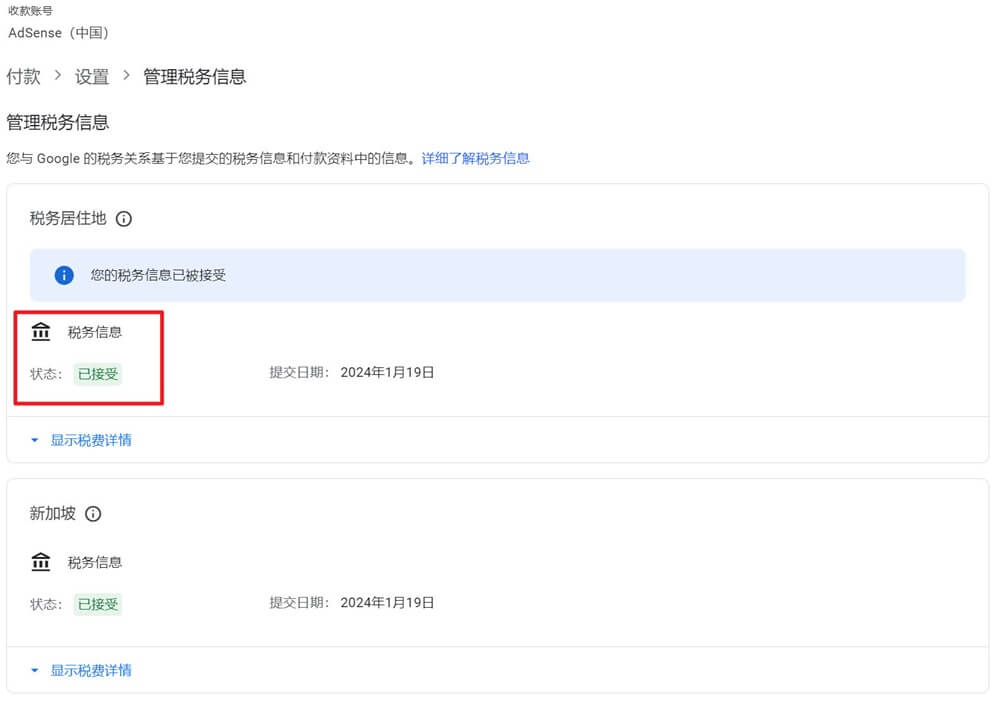 收款账号
AdSense（中国）
付款 > 设置 > 管理税务信息
管理税务信息
您与 Google 的税务关系基于您提交的税务信息和付款资料中的信息。详细了解税务信息
税务居住地
您的税务信息已被接受
税务信息
状态： 已接受 提交日期： 2024年1月19日
显示税费详情
新加坡
税务信息
状态： 已接受 提交日期： 2024年1月19日
显示税费详情